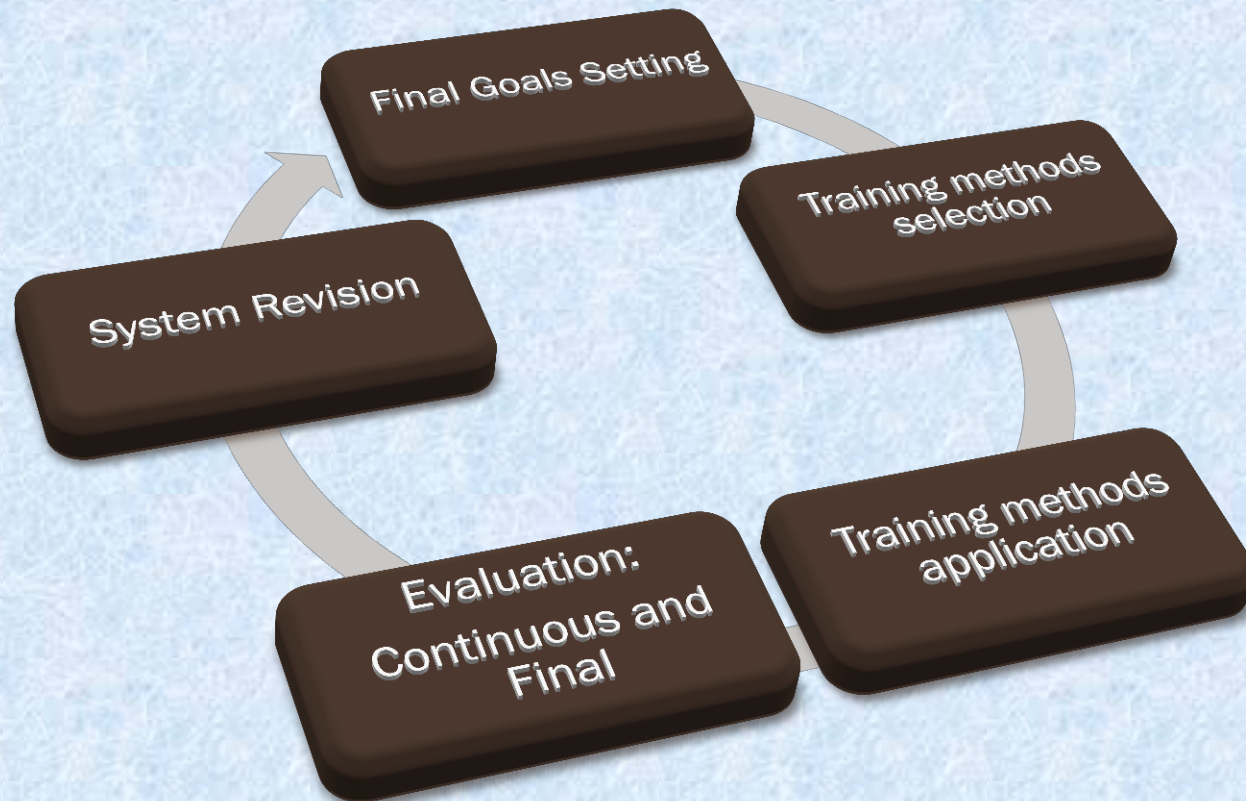 Final Goals Setting
Training methods
selection
Training methods
application
Evaluation:
Continuous and
Final
System Revision